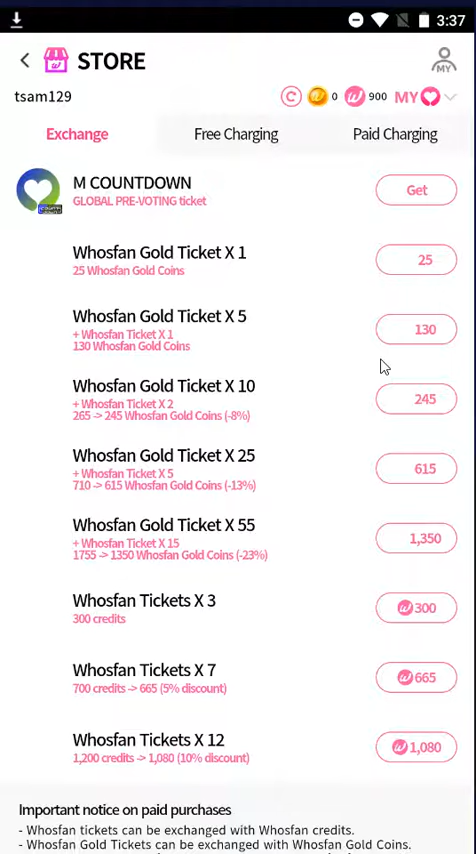 3:37
STORE
MY
tsam129
C
0
W
900 MY
Exchange
Free Charging
Paid Charging
M COUNTDOWN
GLOBAL PRE-VOTING ticket
Get
Whosfan Gold Ticket X 1
25 Whosfan Gold Coins
25
Whosfan Gold Ticket X 5
+ Whosfan Ticket X 1
130 Whosfan Gold Coins
130
Whosfan Gold Ticket X 10
+ Whosfan Ticket X 2
265 -> 245 Whosfan Gold Coins (-8%)
245
Whosfan Gold Ticket X 25
+ Whosfan Ticket X 5
710 -> 615 Whosfan Gold Coins (-13%)
615
Whosfan Gold Ticket X 55
+ Whosfan Ticket X 15
1755 -> 1350 Whosfan Gold Coins (-23%)
1,350
Whosfan Tickets X 3
300 credits
300
Whosfan Tickets X 7
700 credits -> 665 (5% discount)
665
Whosfan Tickets X 12
1,200 credits -> 1,080 (10% discount)
1,080
Important notice on paid purchases
- Whosfan tickets can be exchanged with Whosfan credits.
- Whosfan Gold Tickets can be exchanged with Whosfan Gold Coins.